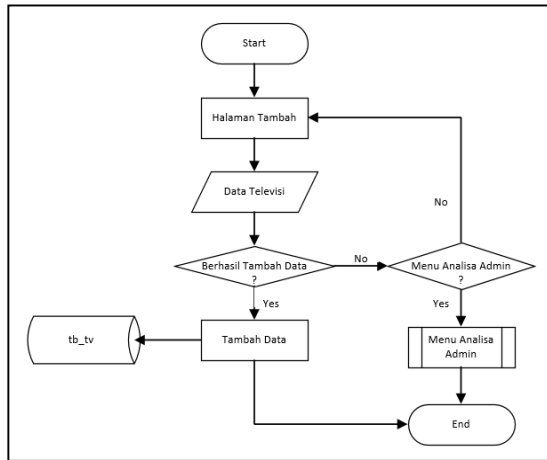 Start
Halaman Tambah
Data Televisi
No
Berhasil Tambah Data
?
No
Menu Analisa Admin
?
Yes
Yes
tb_tv
Tambah Data
Menu Analisa
Admin
End